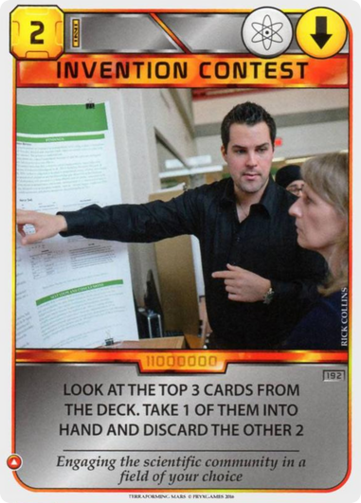 2
INVENTION CONTEST
RICK COLLINS
11000000
192
LOOK AT THE TOP 3 CARDS FROM
THE DECK. TAKE 1 OF THEM INTO
HAND AND DISCARD THE OTHER 2
Engaging the scientific community in a
field of your choice
TERRAFORMING MARS © FRYXGAMES 2016